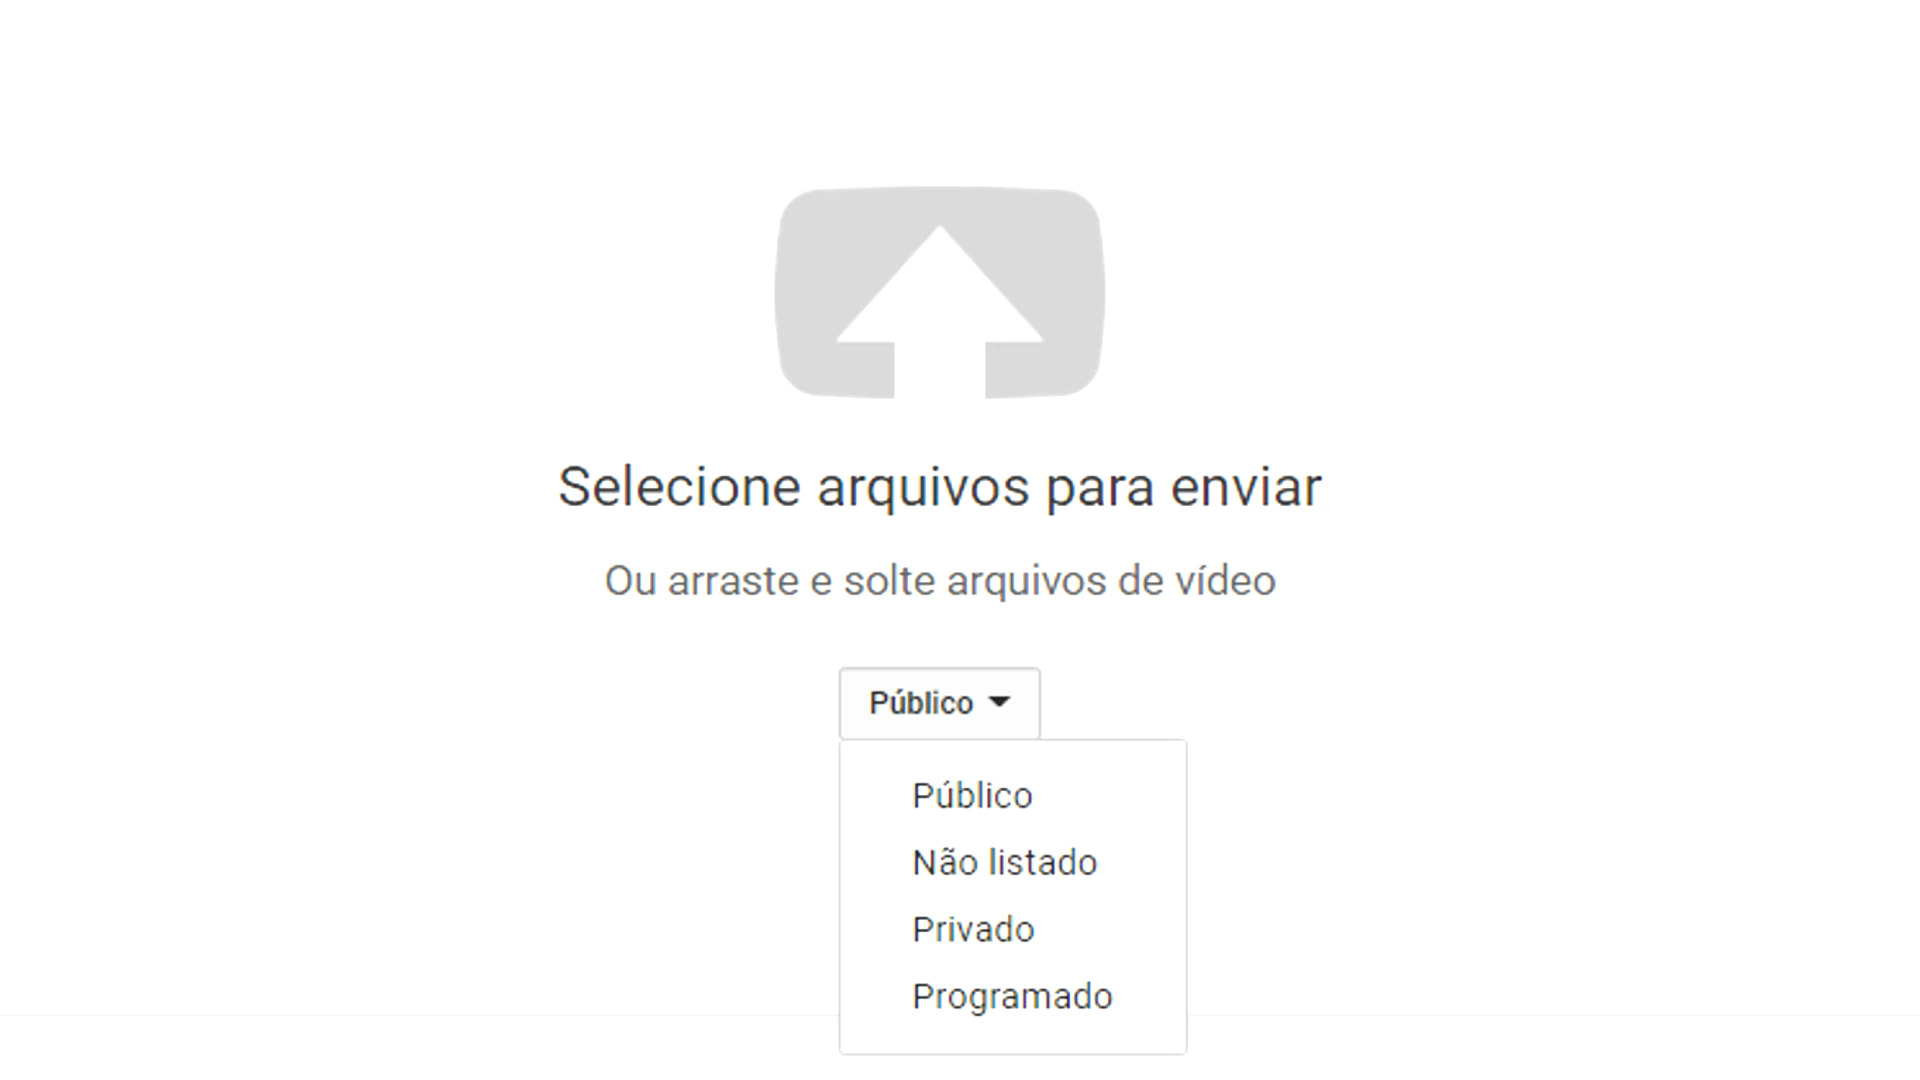 Selecione arquivos para enviar
Ou arraste e solte arquivos de vídeo
Público
Público
Não listado
Privado
Programado